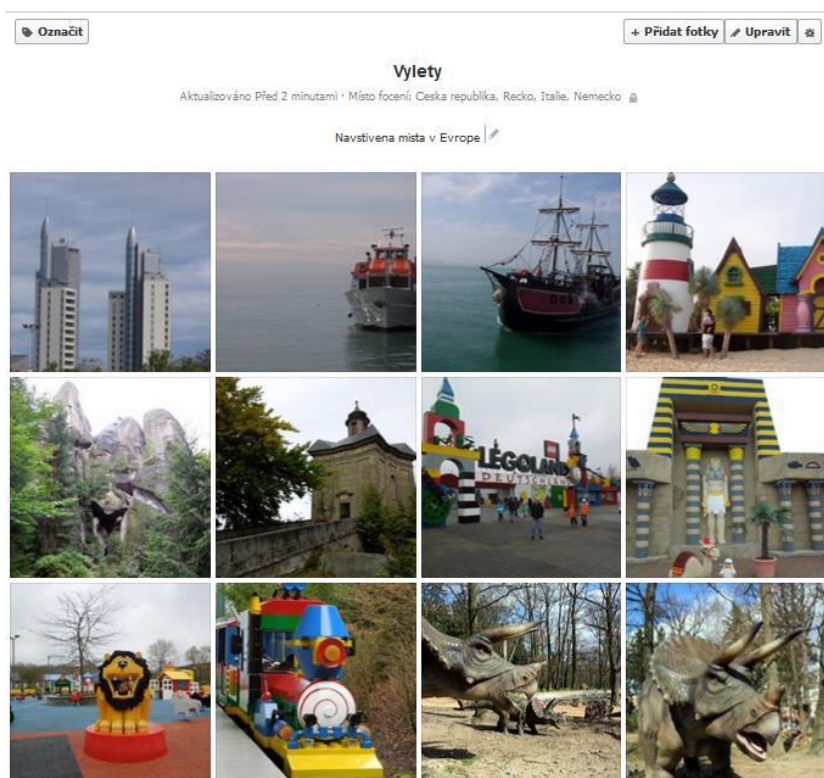 Označit
+ Přidat fotky Upravit
Vylety
Aktualizováno Před 2 minutami · Místo focení: Ceska republika, Recko, Italie, Nemecko
Navstivena mista v Evrope
LEGO
LEGOLAND
DEUTSCHLAND